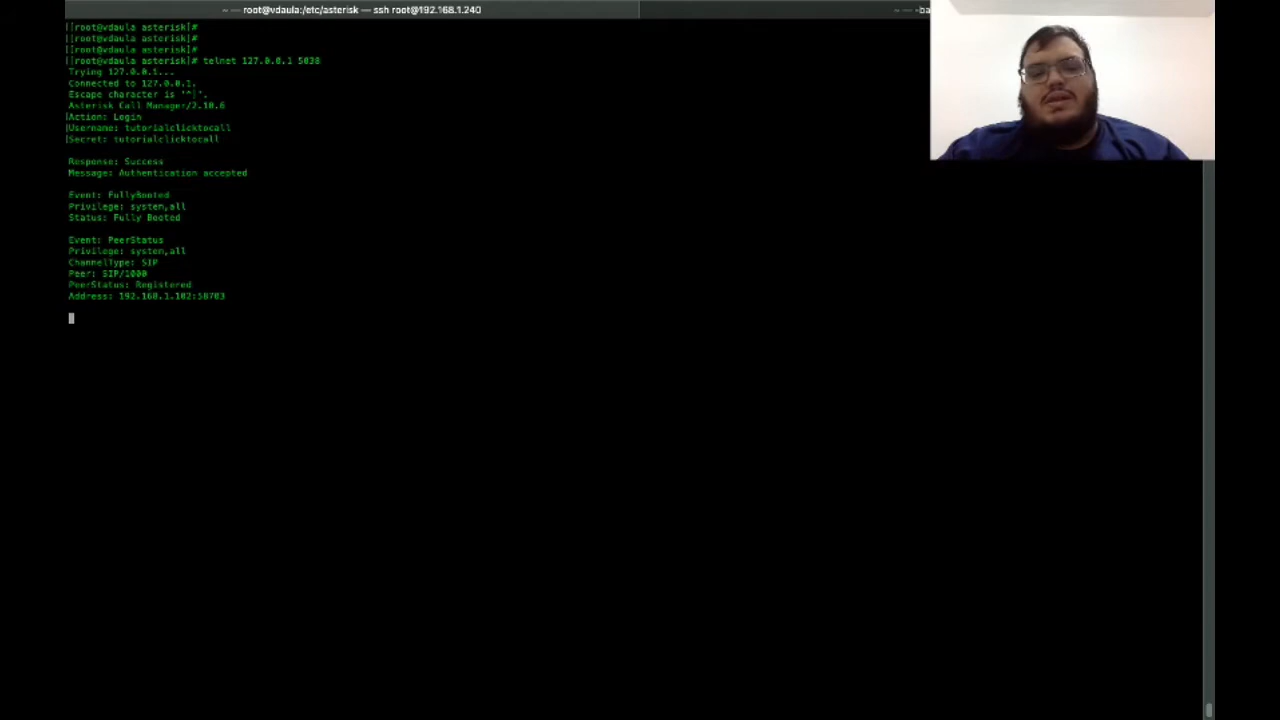 ~ — root@vdaula:/etc/asterisk — ssh root@192.168.1.240
~ — -ba
[root@vdaula asterisk]#
[root@vdaula asterisk]#
[root@vdaula asterisk]#
[root@vdaula asterisk]# telnet 127.0.0.1 5038
Trying 127.0.0.1...
Connected to 127.0.0.1.
Escape character is '^]'.
Asterisk Call Manager/2.10.6
Action: Login
Username: tutorialclicktocall
Secret: tutorialclicktocall
Response: Success
Message: Authentication accepted
Event: FullyBooted
Privilege: system,all
Status: Fully Booted
Event: PeerStatus
Privilege: system,all
ChannelType: SIP
Peer: SIP/1000
PeerStatus: Registered
Address: 192.168.1.102:58703